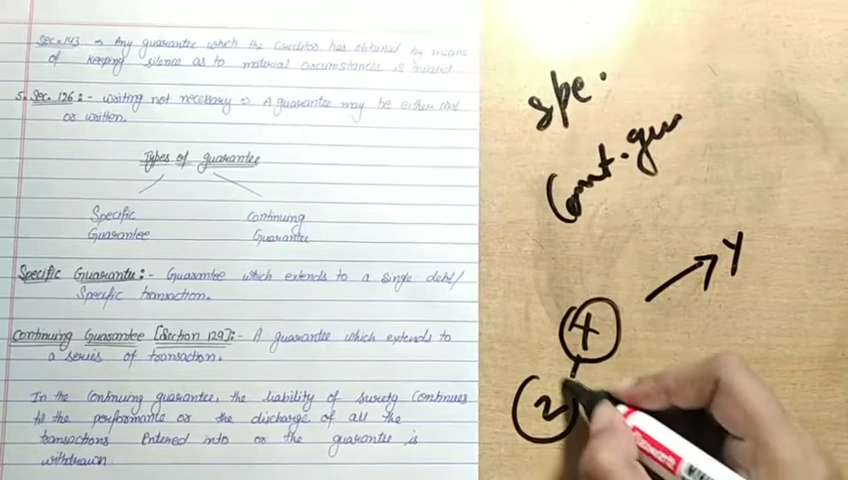 Sec. 143 → Any guarantee which the creditor has obtained by means
of keeping silence as to material circumstances is invalid
5. Sec. 126 :- writing not necessary ⇒ A guarantee may be either oral
or written.
Types of guarantee
Specific Guarantee
Continuing Guarantee
Specific Guarantee :- Guarantee which extends to a single debt/
Specific transaction.
Continuing Guarantee [Section 129] :- A guarantee which extends to
a series of transaction.
In the Continuing guarantee, the liability of surety continues
till the performance or the discharge of all the
transactions entered into or the guarantee is
withdrawn.
spe.
Cont. gua
Y
2